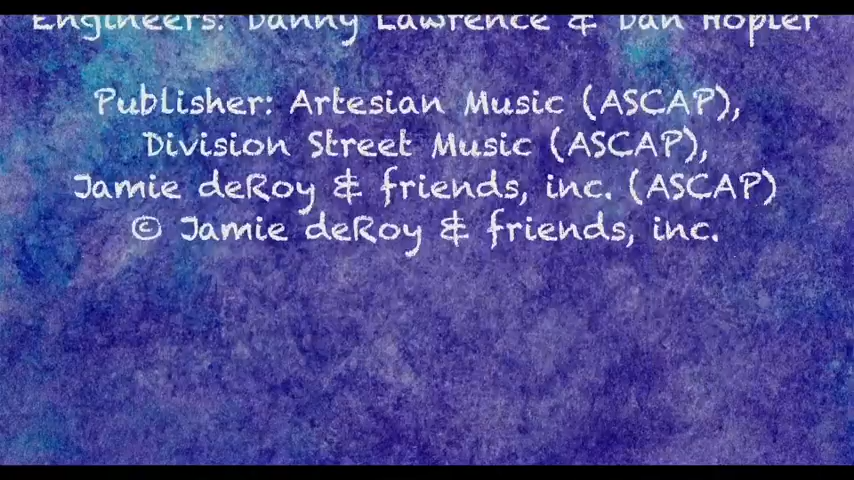 Engineers: Danny Lawrence & Dan Hopler
Publisher: Artesian Music (ASCAP),
Division Street Music (ASCAP),
Jamie deRoy & friends, inc. (ASCAP)
© Jamie deRoy & friends, inc.